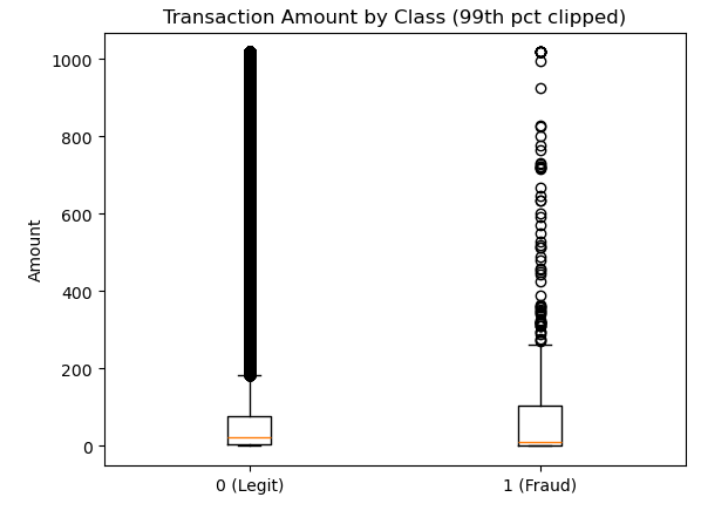 Transaction Amount by Class (99th pct clipped)
1000
800
600
400
200
0
Amount
0 (Legit)
1 (Fraud)